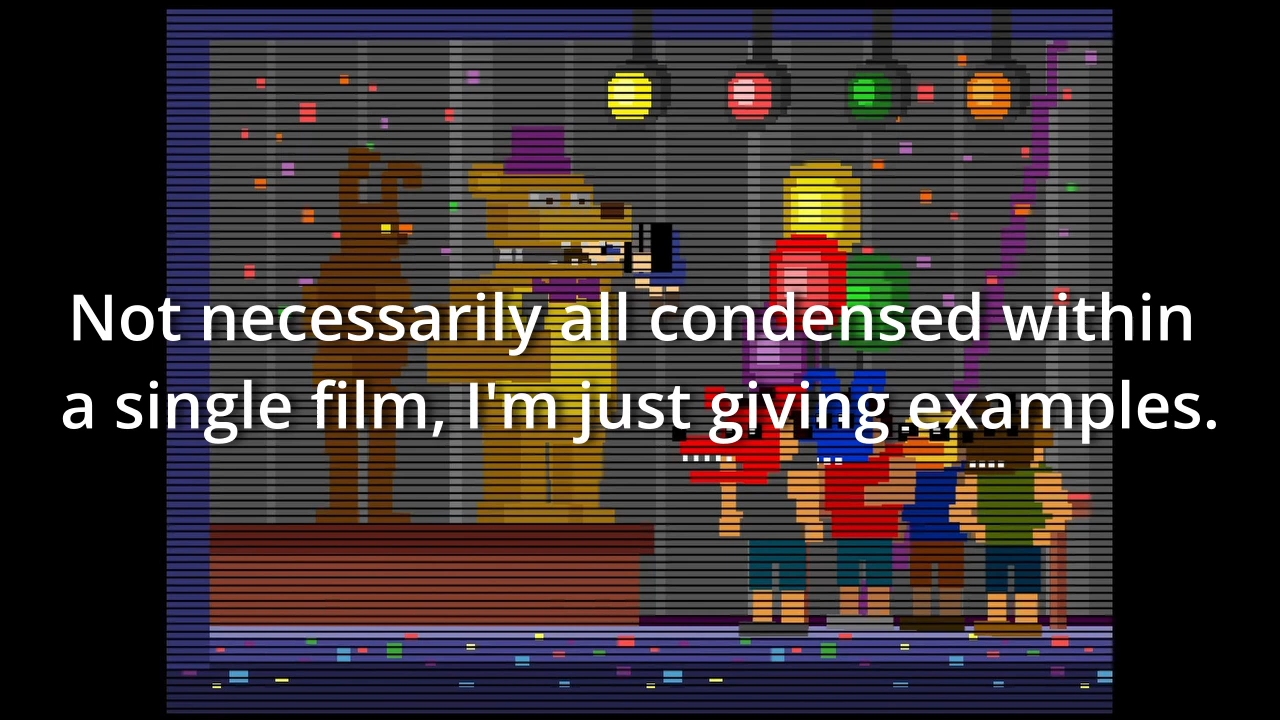 Not necessarily all condensed within
a single film, I'm just giving examples.